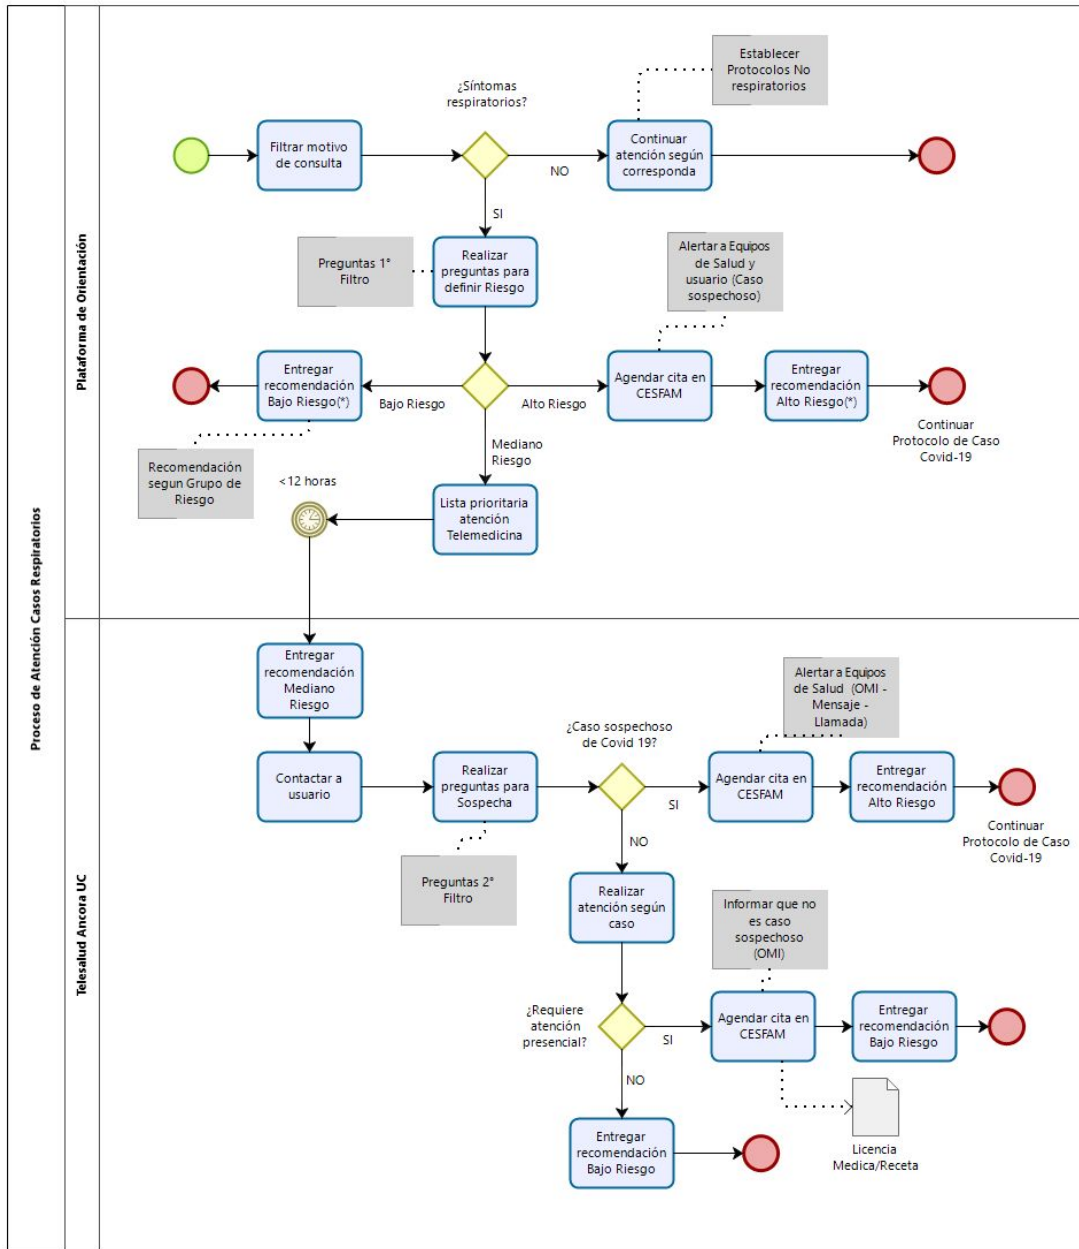 Proceso de Atención Casos Respiratorios
Plataforma de Orientación
Establecer
Protocolos No
respiratorios
¿Síntomas
respiratorios?
Filtrar motivo
de consulta
NO
Continuar
atención según
corresponda
SI
Preguntas 1°
Filtro
Realizar
preguntas para
definir Riesgo
Alertar a Equipos
de Salud y
usuario (Caso
sospechoso)
Entregar
recomendación
Bajo Riesgo(*)
Bajo Riesgo
Alto Riesgo
Agendar cita en
CESFAM
Entregar
recomendación
Alto Riesgo(*)
Continuar
Protocolo de Caso
Covid-19
Mediano
Riesgo
Recomendación
segun Grupo de
Riesgo
<12 horas
Lista prioritaria
atención
Telemedicina
Telesalud Ancora UC
Entregar
recomendación
Mediano
Riesgo
Alertar a Equipos
de Salud (OMI -
Mensaje -
Llamada)
¿Caso sospechoso
de Covid 19?
Contactar a
usuario
Realizar
preguntas para
Sospecha
SI
Agendar cita en
CESFAM
Entregar
recomendación
Alto Riesgo
Continuar
Protocolo de Caso
Covid-19
NO
Preguntas 2°
Filtro
Realizar
atención según
caso
Informar que no
es caso
sospechoso
(OMI)
¿Requiere
atención
presencial?
SI
Agendar cita en
CESFAM
Entregar
recomendación
Bajo Riesgo
NO
Entregar
recomendación
Bajo Riesgo
Licencia
Medica/Receta